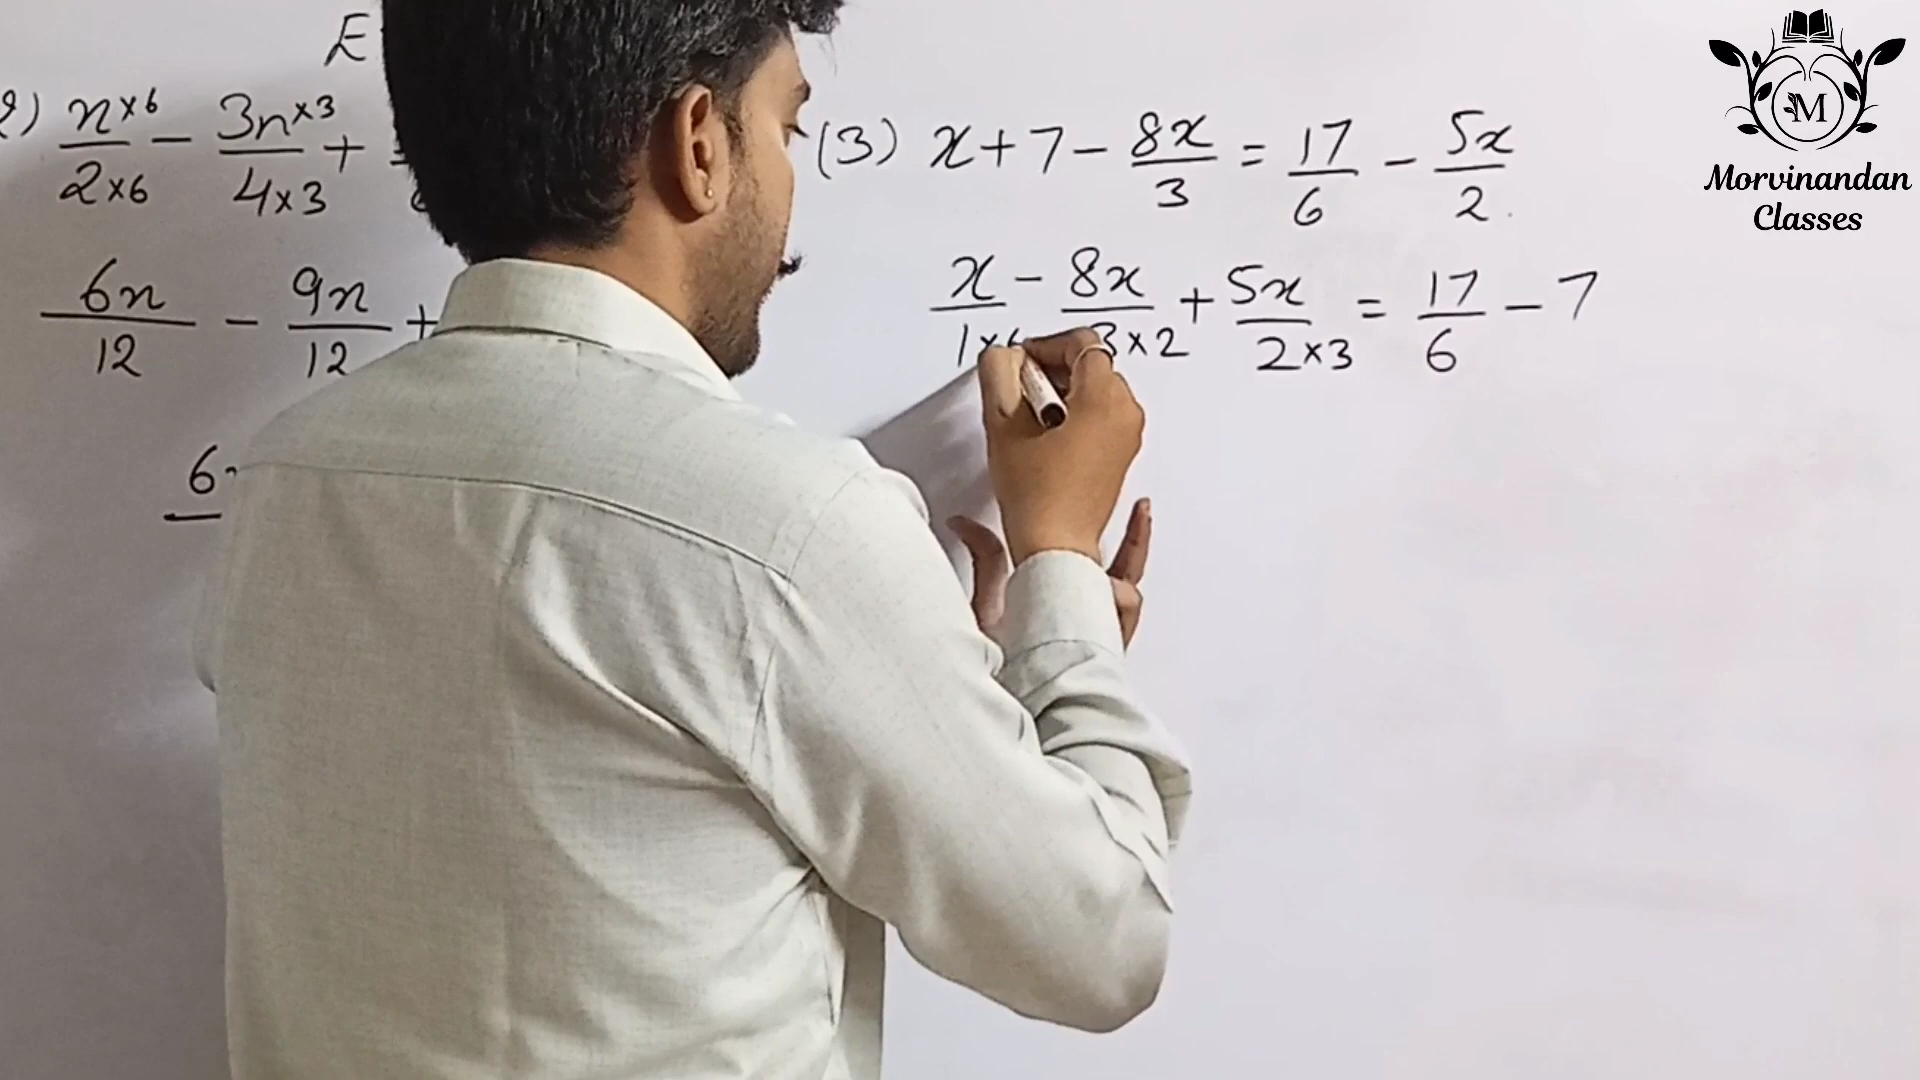 E
2) n×6/2×6 - 3n×3/4×3 +
6n/12 - 9n/12 +
6
(3) x + 7 - 8x/3 = 17/6 - 5x/2
x/1×6 - 8x/3×2 + 5x/2×3 = 17/6 - 7
M
Morvinandan
Classes